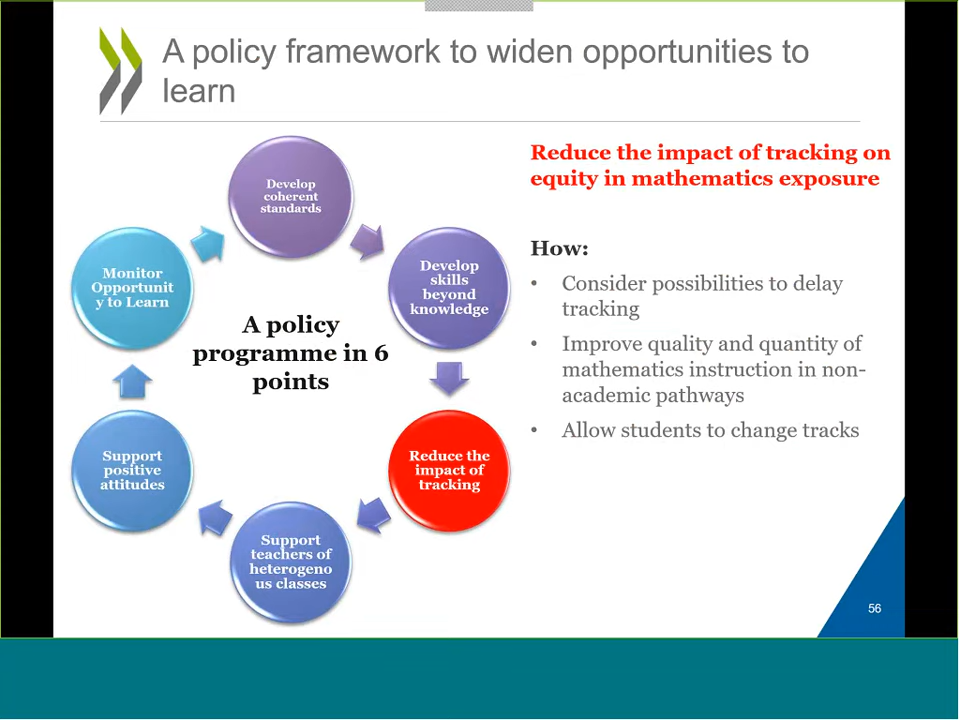 A policy framework to widen opportunities to
learn
Develop
coherent
standards
Develop
skills
beyond
knowledge
Reduce the
impact of
tracking
Support
teachers of
heterogeno
us classes
Support
positive
attitudes
Monitor
Opportunit
y to Learn
A policy
programme in 6
points
Reduce the impact of tracking on
equity in mathematics exposure
How:
• Consider possibilities to delay
tracking
• Improve quality and quantity of
mathematics instruction in non-
academic pathways
• Allow students to change tracks
56